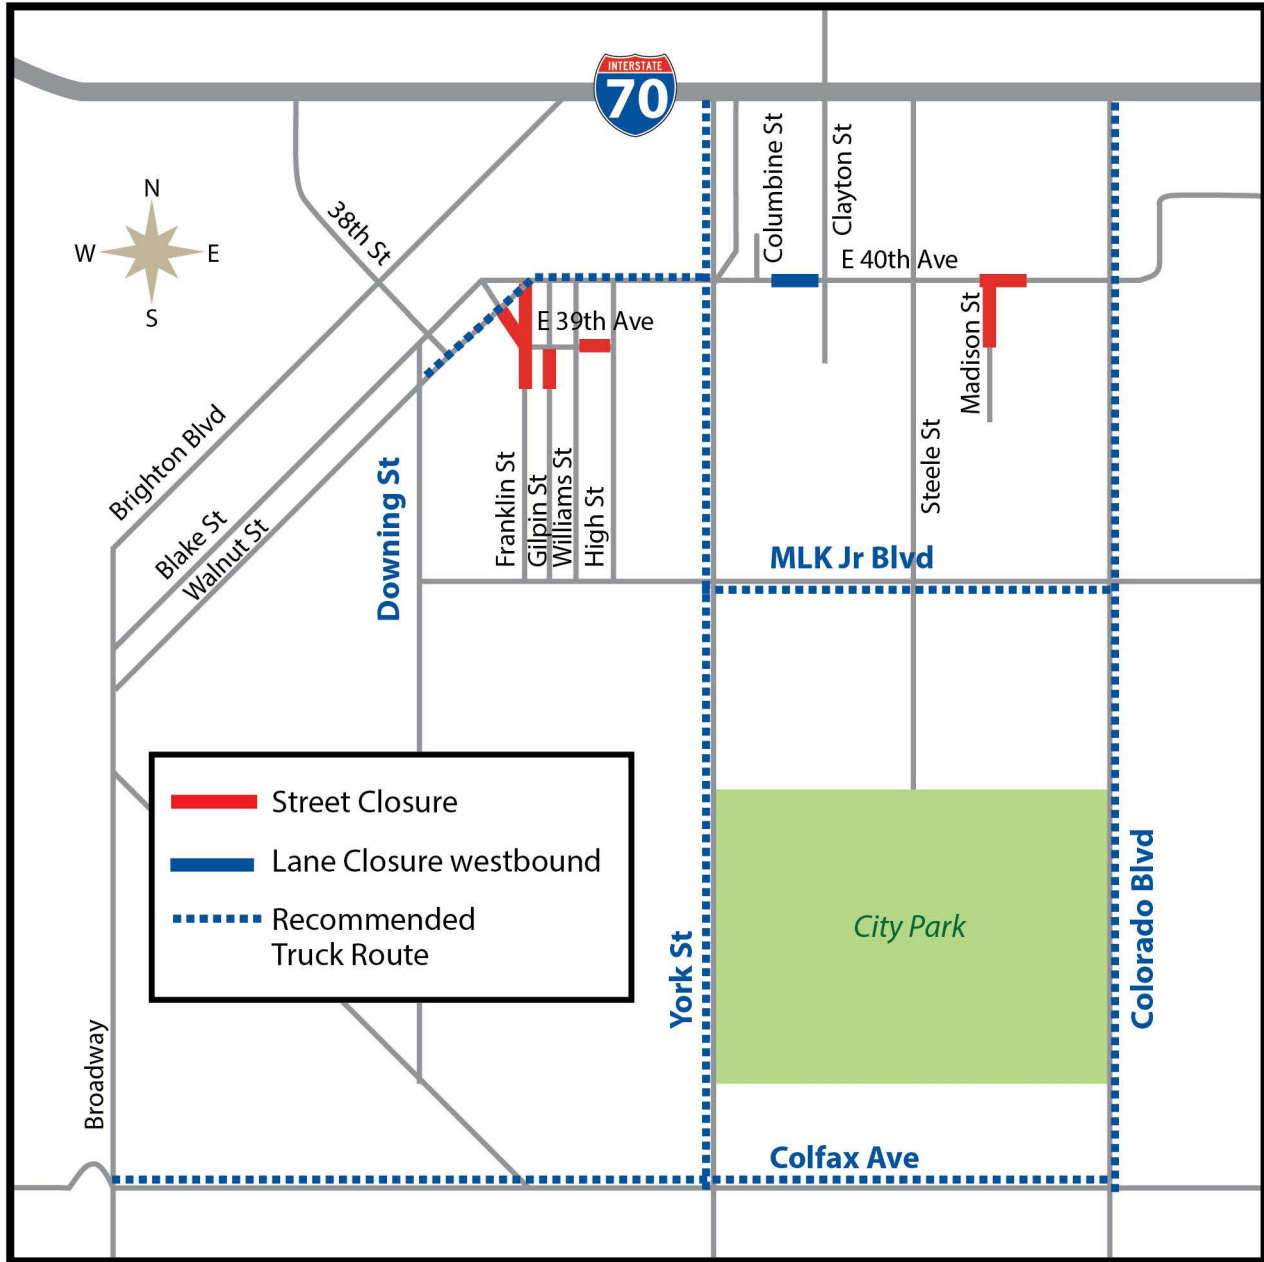 INTERSTATE
70
N
W
E
S
38th St
Columbine St
Clayton St
E 40th Ave
E 39th Ave
Madison St
Brighton Blvd
Blake St
Walnut St
Downing St
Franklin St
Gilpin St
Williams St
High St
Steele St
MLK Jr Blvd
Street Closure
Lane Closure westbound
Recommended
Truck Route
City Park
York St
Colorado Blvd
Broadway
Colfax Ave